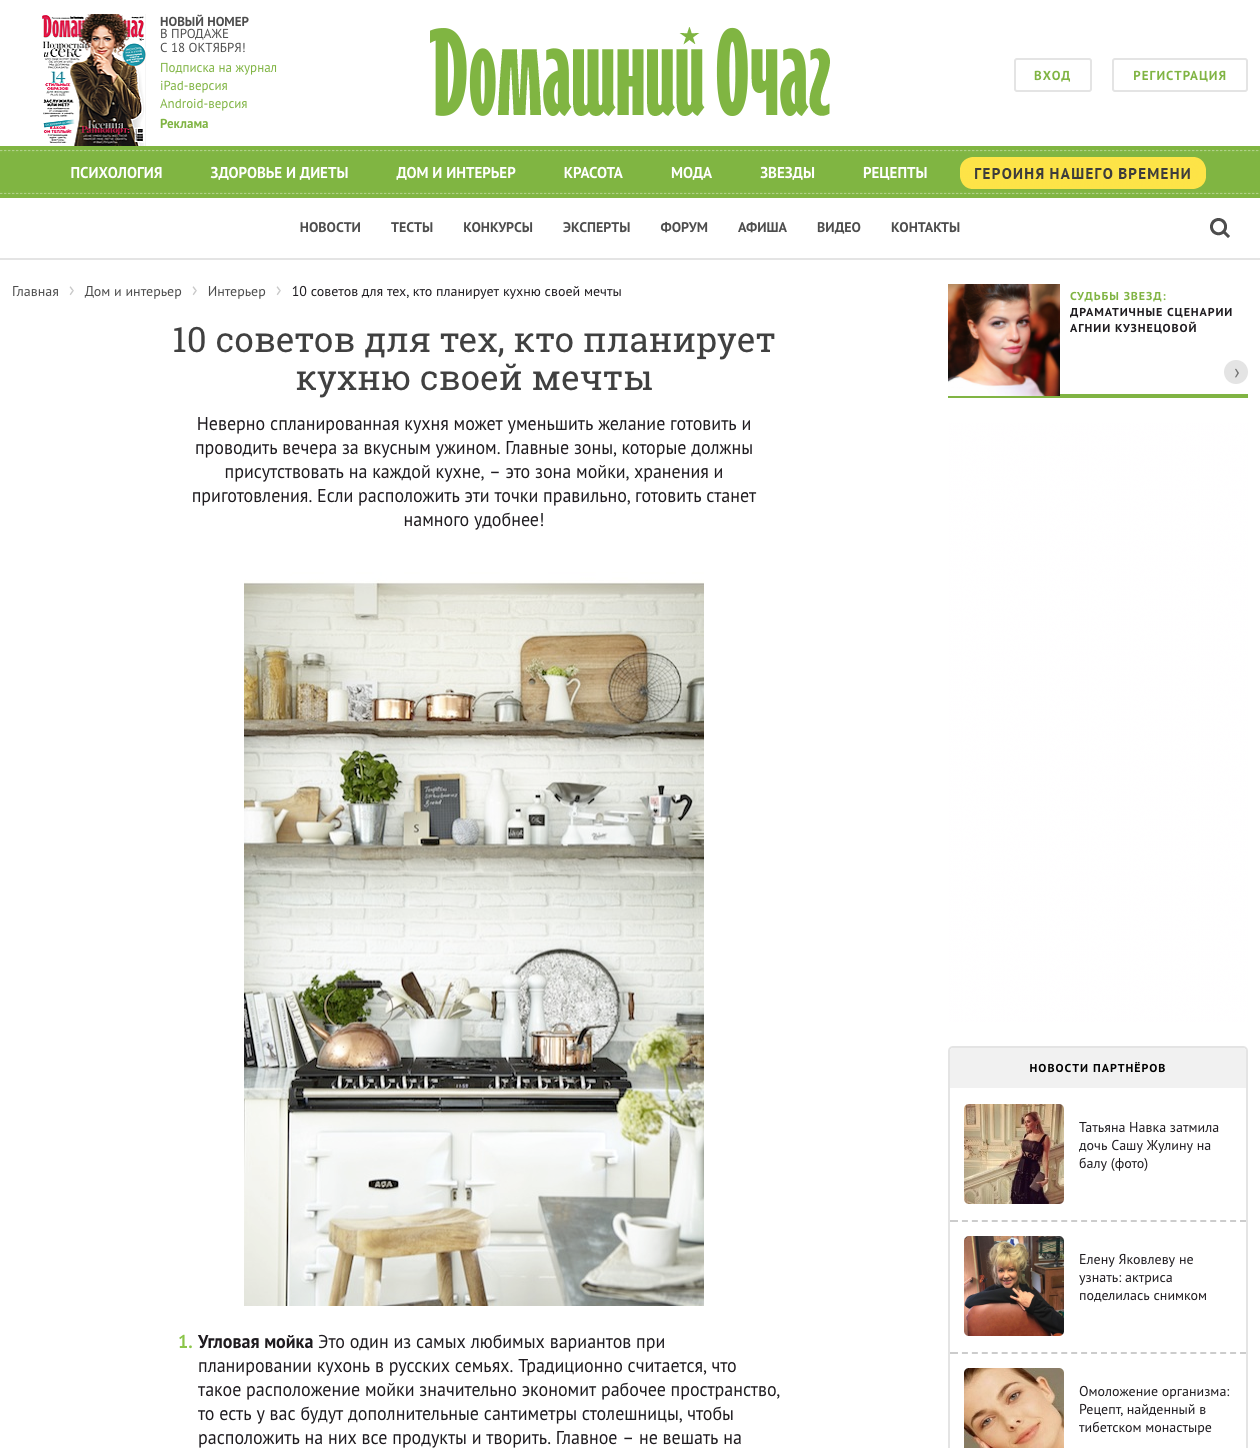 Домашний Очаг
14
НОВЫЙ НОМЕР
В ПРОДАЖЕ
С 18 ОКТЯБРЯ!
Подписка на журнал
iPad-версия
Android-версия
Реклама
Домашний Очаг
ВХОД
РЕГИСТРАЦИЯ
ПСИХОЛОГИЯ ЗДОРОВЬЕ И ДИЕТЫ ДОМ И ИНТЕРЬЕР КРАСОТА МОДА ЗВЕЗДЫ РЕЦЕПТЫ ГЕРОИНЯ НАШЕГО ВРЕМЕНИ
НОВОСТИ ТЕСТЫ КОНКУРСЫ ЭКСПЕРТЫ ФОРУМ АФИША ВИДЕО КОНТАКТЫ
Главная › Дом и интерьер › Интерьер › 10 советов для тех, кто планирует кухню своей мечты
10 советов для тех, кто планирует
кухню своей мечты
Неверно спланированная кухня может уменьшить желание готовить и
проводить вечера за вкусным ужином. Главные зоны, которые должны
присутствовать на каждой кухне, – это зона мойки, хранения и
приготовления. Если расположить эти точки правильно, готовить станет
намного удобнее!
S
AGA
1. Угловая мойка Это один из самых любимых вариантов при
планировании кухонь в русских семьях. Традиционно считается, что
такое расположение мойки значительно экономит рабочее пространство,
то есть у вас будут дополнительные сантиметры столешницы, чтобы
расположить на них все продукты и творить. Главное – не вешать на
СУДЬБЫ ЗВЕЗД:
ДРАМАТИЧНЫЕ СЦЕНАРИИ
АГНИИ КУЗНЕЦОВОЙ
НОВОСТИ ПАРТНЁРОВ
Татьяна Навка затмила
дочь Сашу Жулину на
балу (фото)
Елену Яковлеву не
узнать: актриса
поделилась снимком
Омоложение организма:
Рецепт, найденный в
тибетском монастыре